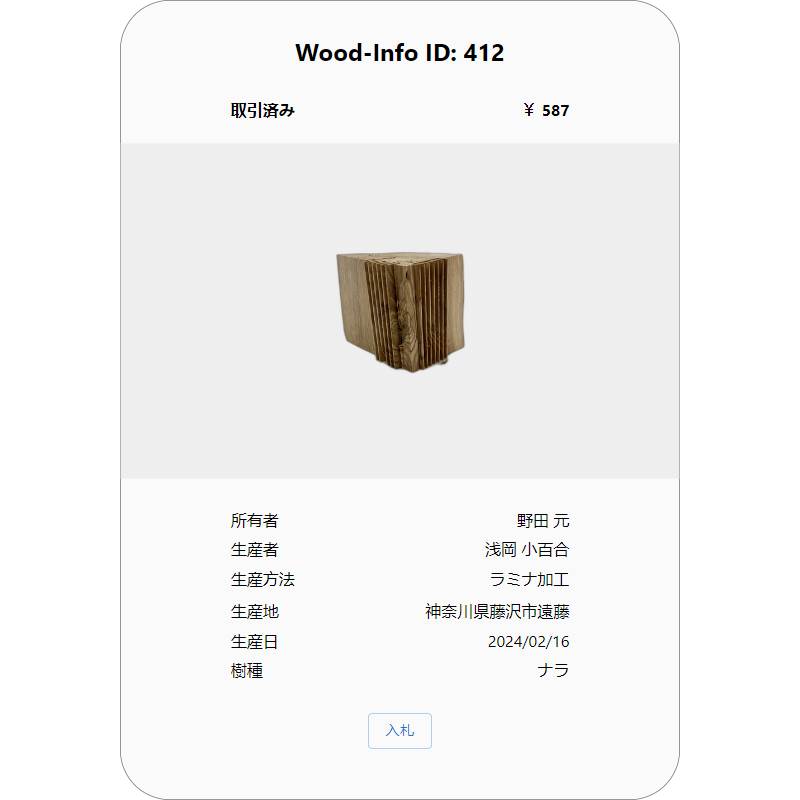 Wood-Info ID: 412
取引済み ￥ 587
所有者 野田 元
生産者 浅岡 小百合
生産方法 ラミナ加工
生産地 神奈川県藤沢市遠藤
生産日 2024/02/16
樹種 ナラ
入札